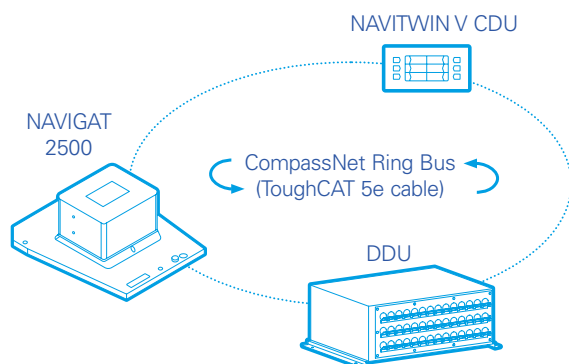 NAVITWIN V CDU
NAVIGAT
2500
CompassNet Ring Bus
(ToughCAT 5e cable)
DDU